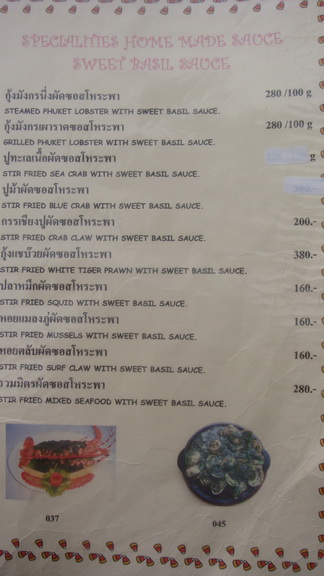 SPECIALITIES HOME MADE SAUCE
SWEET BASIL SAUCE
กุ้งมังกรนึ่งผัดซอสโหระพา 280 /100 g
STEAMED PHUKET LOBSTER WITH SWEET BASIL SAUCE.
กุ้งมังกรเผาราดซอสโหระพา 280 /100 g
GRILLED PHUKET LOBSTER WITH SWEET BASIL SAUCE.
ปูทะเลเนื้อผัดซอสโหระพา g
STIR FRIED SEA CRAB WITH SWEET BASIL SAUCE.
ปูม้าผัดซอสโหระพา
STIR FRIED BLUE CRAB WITH SWEET BASIL SAUCE.
กรรเชียงปูผัดซอสโหระพา 200.-
STIR FRIED CRAB CLAW WITH SWEET BASIL SAUCE.
กุ้งแชบ๊วยผัดซอสโหระพา 380.-
STIR FRIED WHITE TIGER PRAWN WITH SWEET BASIL SAUCE.
ปลาหมึกผัดซอสโหระพา 160.-
STIR FRIED SQUID WITH SWEET BASIL SAUCE.
หอยแมลงภู่ผัดซอสโหระพา 160.-
STIR FRIED MUSSELS WITH SWEET BASIL SAUCE.
หอยตลับผัดซอสโหระพา 160.-
STIR FRIED SURF CLAW WITH SWEET BASIL SAUCE.
รวมมิตรผัดซอสโหระพา 280.-
STIR FRIED MIXED SEAFOOD WITH SWEET BASIL SAUCE.
037
045